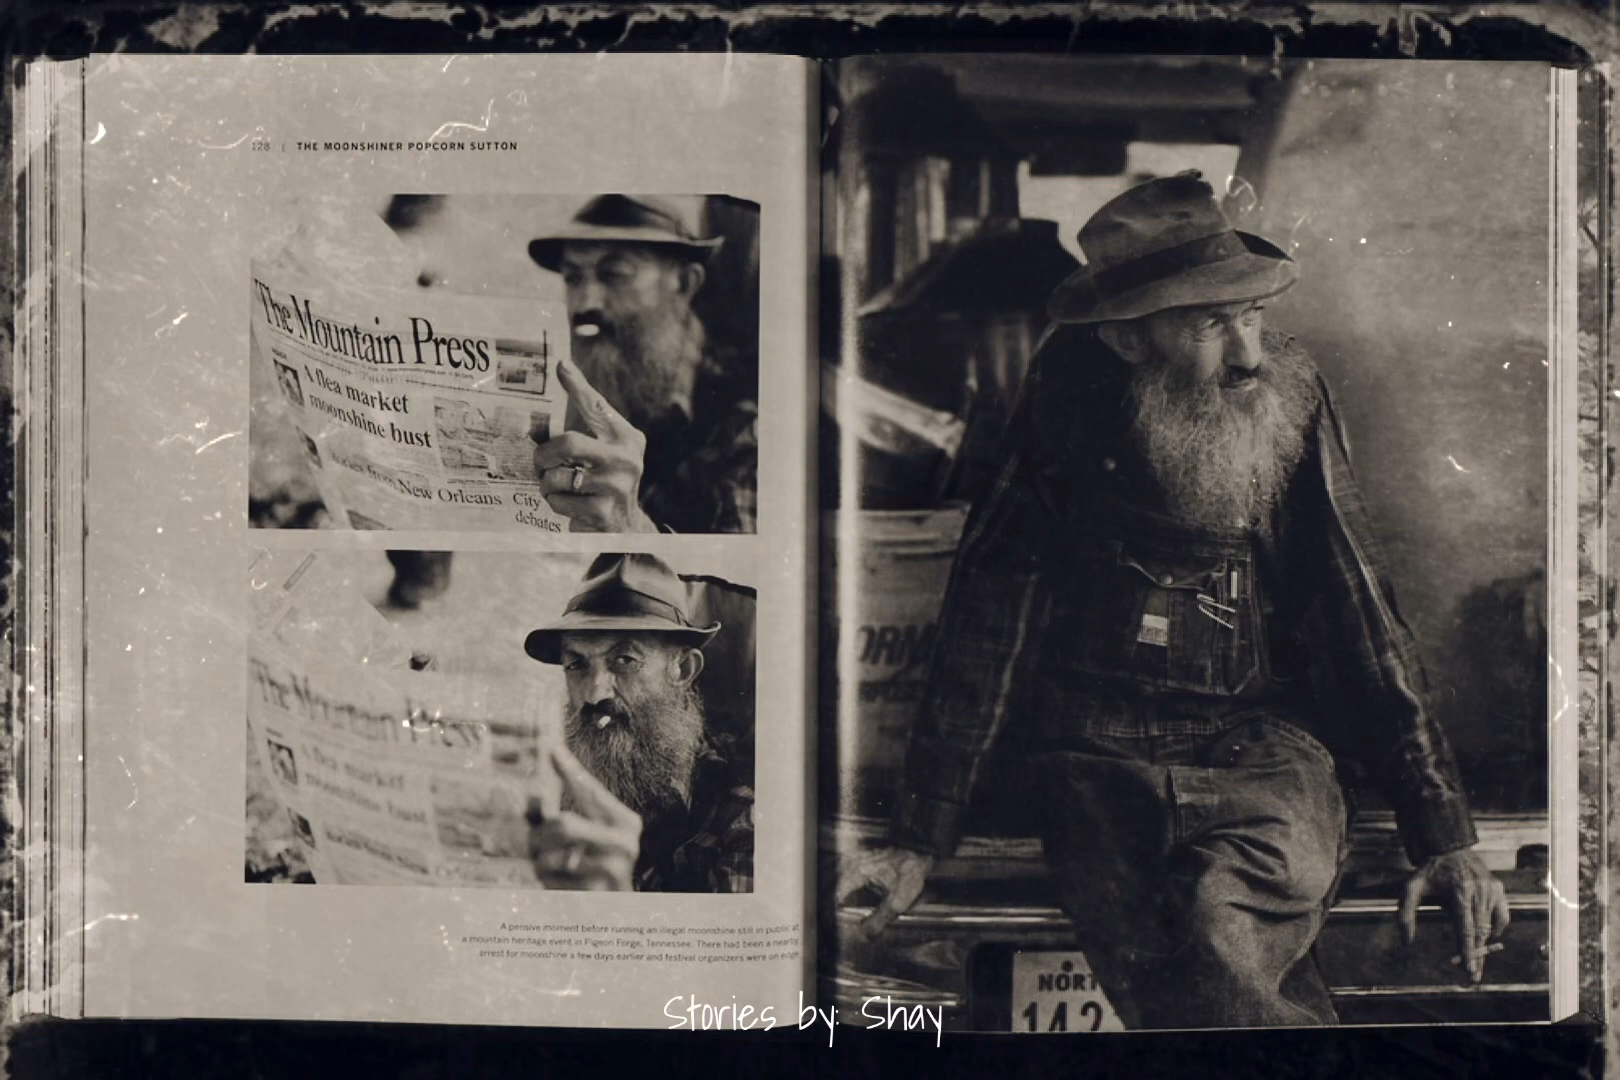 128 | THE MOONSHINER POPCORN SUTTON
The Mountain Press
A flea market
moonshine bust
New Orleans
City
debates
A pensive moment before running an illegal moonshine still in public at
a mountain heritage event in Pigeon Forge, Tennessee. There had been a nearby
arrest for moonshine a few days earlier and festival organizers were on edge.
NORT
142
Stories by: Shay